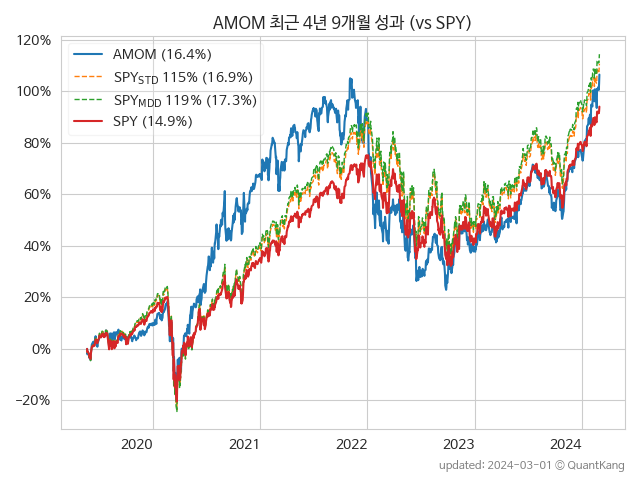 AMOM 최근 4년 9개월 성과 (vs SPY)
120%
100%
80%
60%
40%
20%
0%
−20%
AMOM (16.4%)
SPY_STD 115% (16.9%)
SPY_MDD 119% (17.3%)
SPY (14.9%)
2020 2021 2022 2023 2024
updated: 2024-03-01 © QuantKang